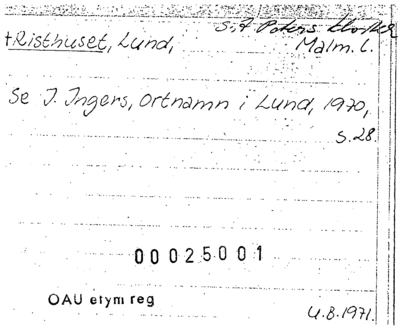 S:t Peters kloster
†Risthuset, Lund, Malm. l.
Se I. Ingers, Ortnamn i Lund, 1970,
s. 28.
00025001
OAU etym reg
4.8.1971.